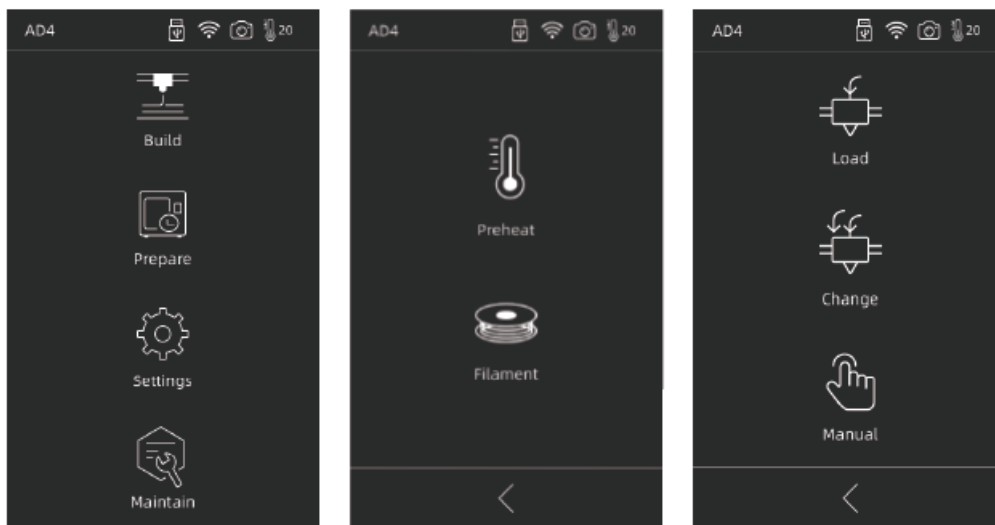 AD4 20
Build
Prepare
Settings
Maintain
AD4 20
Preheat
Filament
AD4 20
Load
Change
Manual